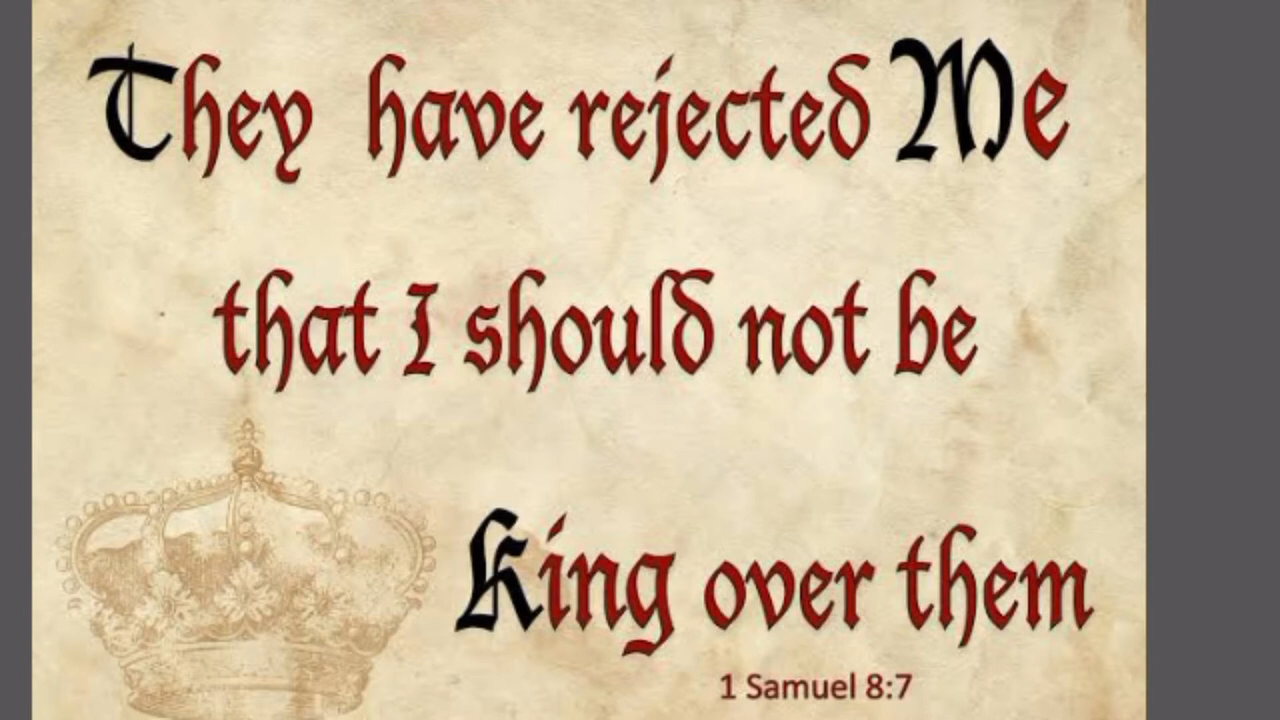 They have rejected Me
that I should not be
King over them
1 Samuel 8:7